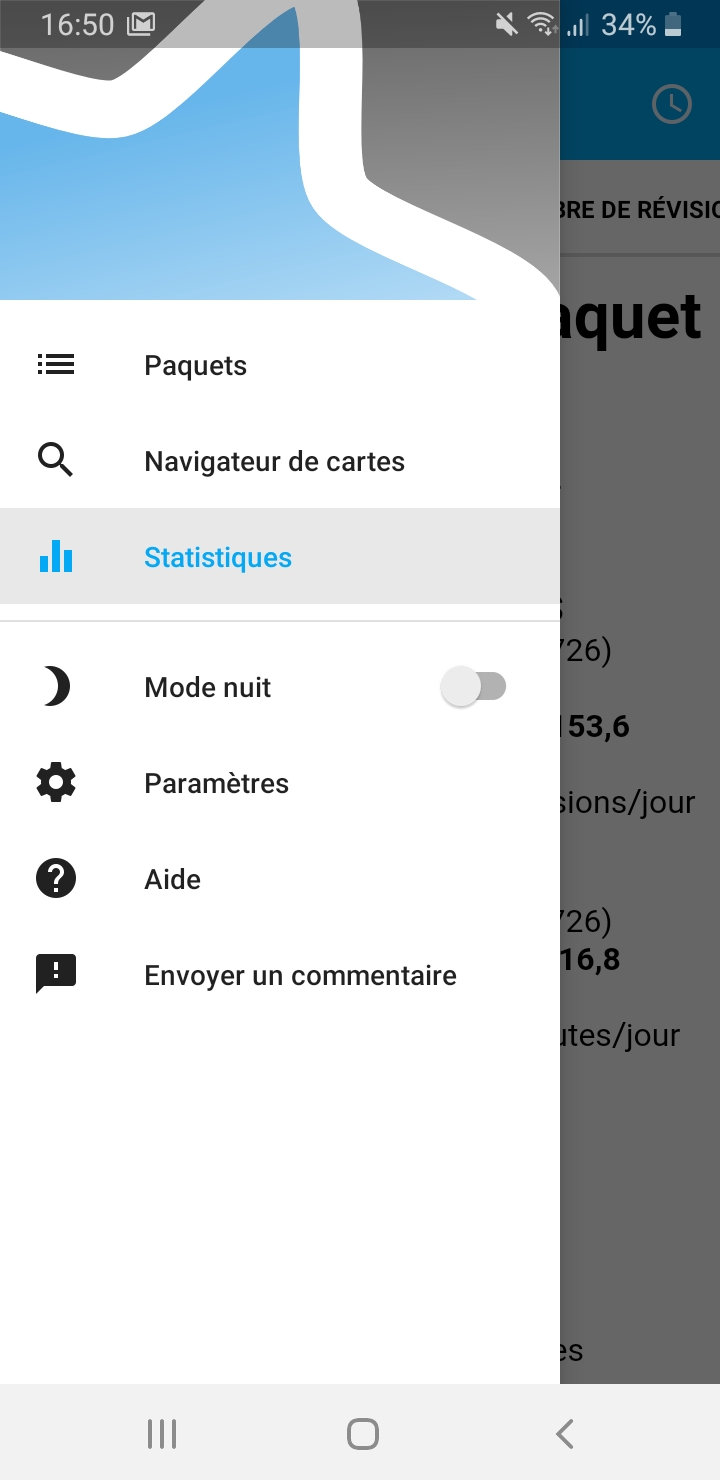 16:50
34%
BRE DE RÉVISIO
aquet
Paquets
Navigateur de cartes
Statistiques
726)
Mode nuit
153,6
Paramètres
sions/jour
Aide
726)
16,8
Envoyer un commentaire
utes/jour
es